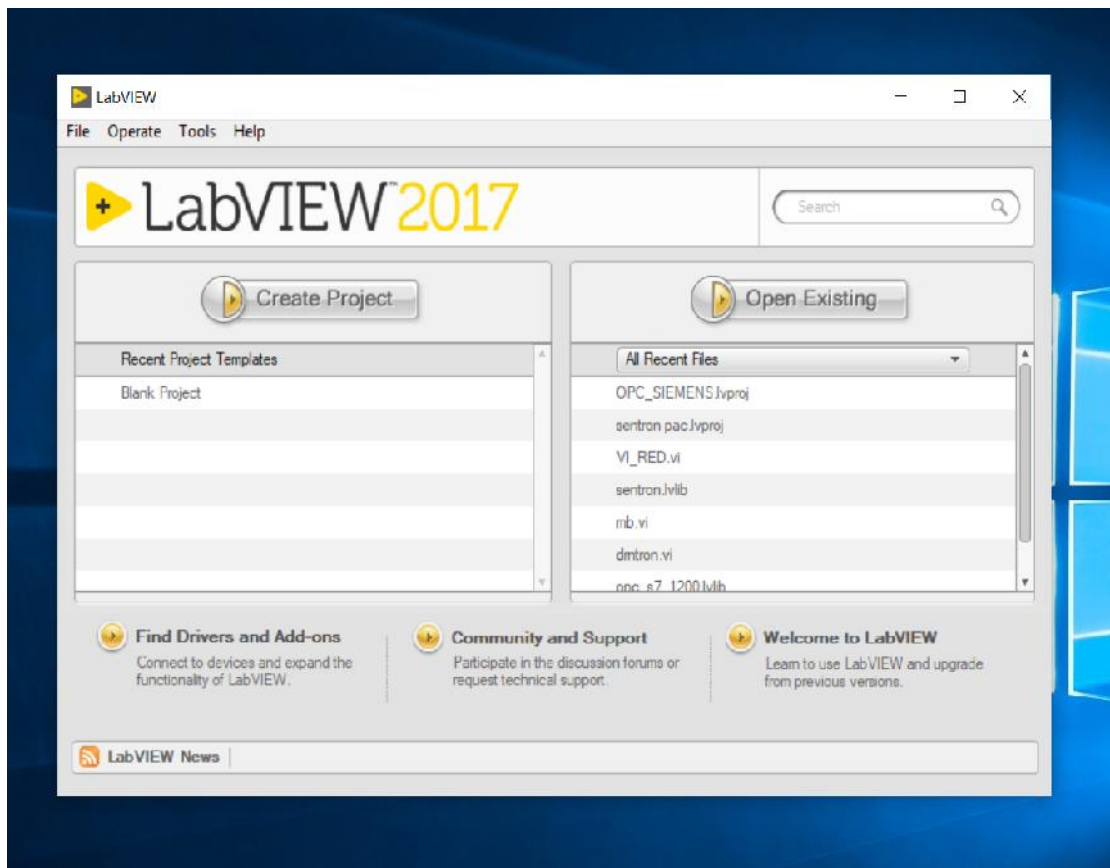 LabVIEW
File Operate Tools Help
LabVIEW™ 2017
Search
Create Project
Recent Project Templates
Blank Project
Open Existing
All Recent Files
OPC_SIEMENS.lvproj
sentron pac.lvproj
VI_RED.vi
sentron.lvlib
mb.vi
dmtron.vi
opc_s7_1200.lvlib
Find Drivers and Add-ons
Connect to devices and expand the
functionality of LabVIEW.
Community and Support
Participate in the discussion forums or
request technical support.
Welcome to LabVIEW
Learn to use LabVIEW and upgrade
from previous versions.
LabVIEW News